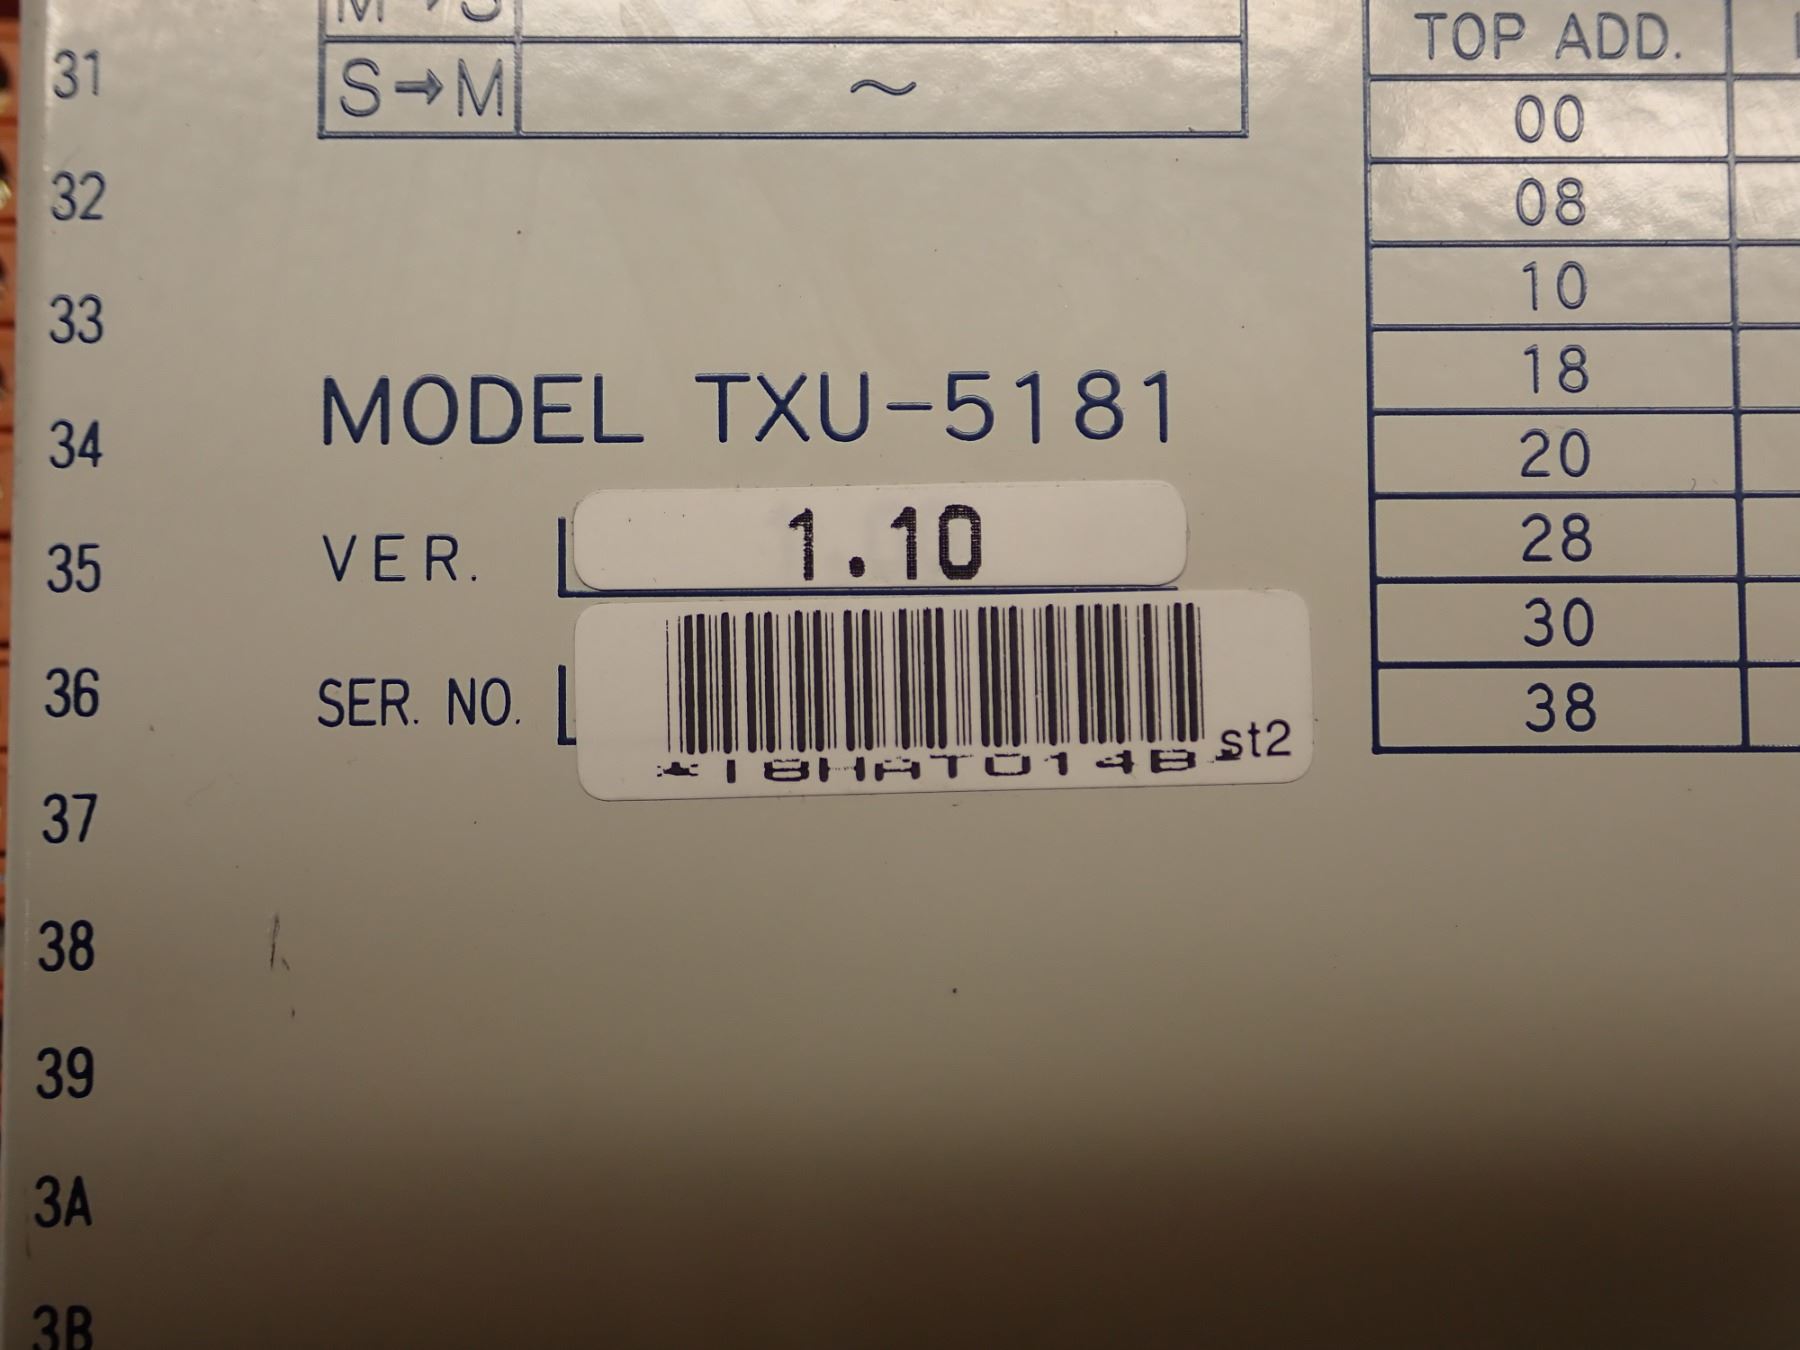 M→S
S→M ~
TOP ADD.
00
08
10
18
20
28
30
38
31
32
33
34
35
36
37
38
39
3A
3B
MODEL TXU-5181
VER. 1.10
SER. NO.
st2